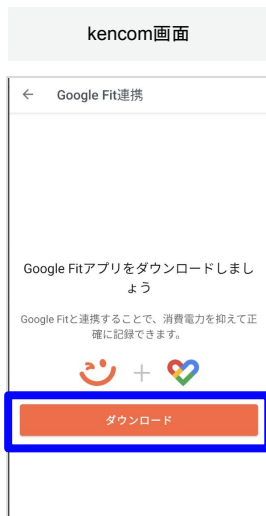 kencom画面
← Google Fit連携
Google Fitアプリをダウンロードしまし
ょう
Google Fitと連携することで、消費電力を抑えて正
確に記録できます。
ダウンロード